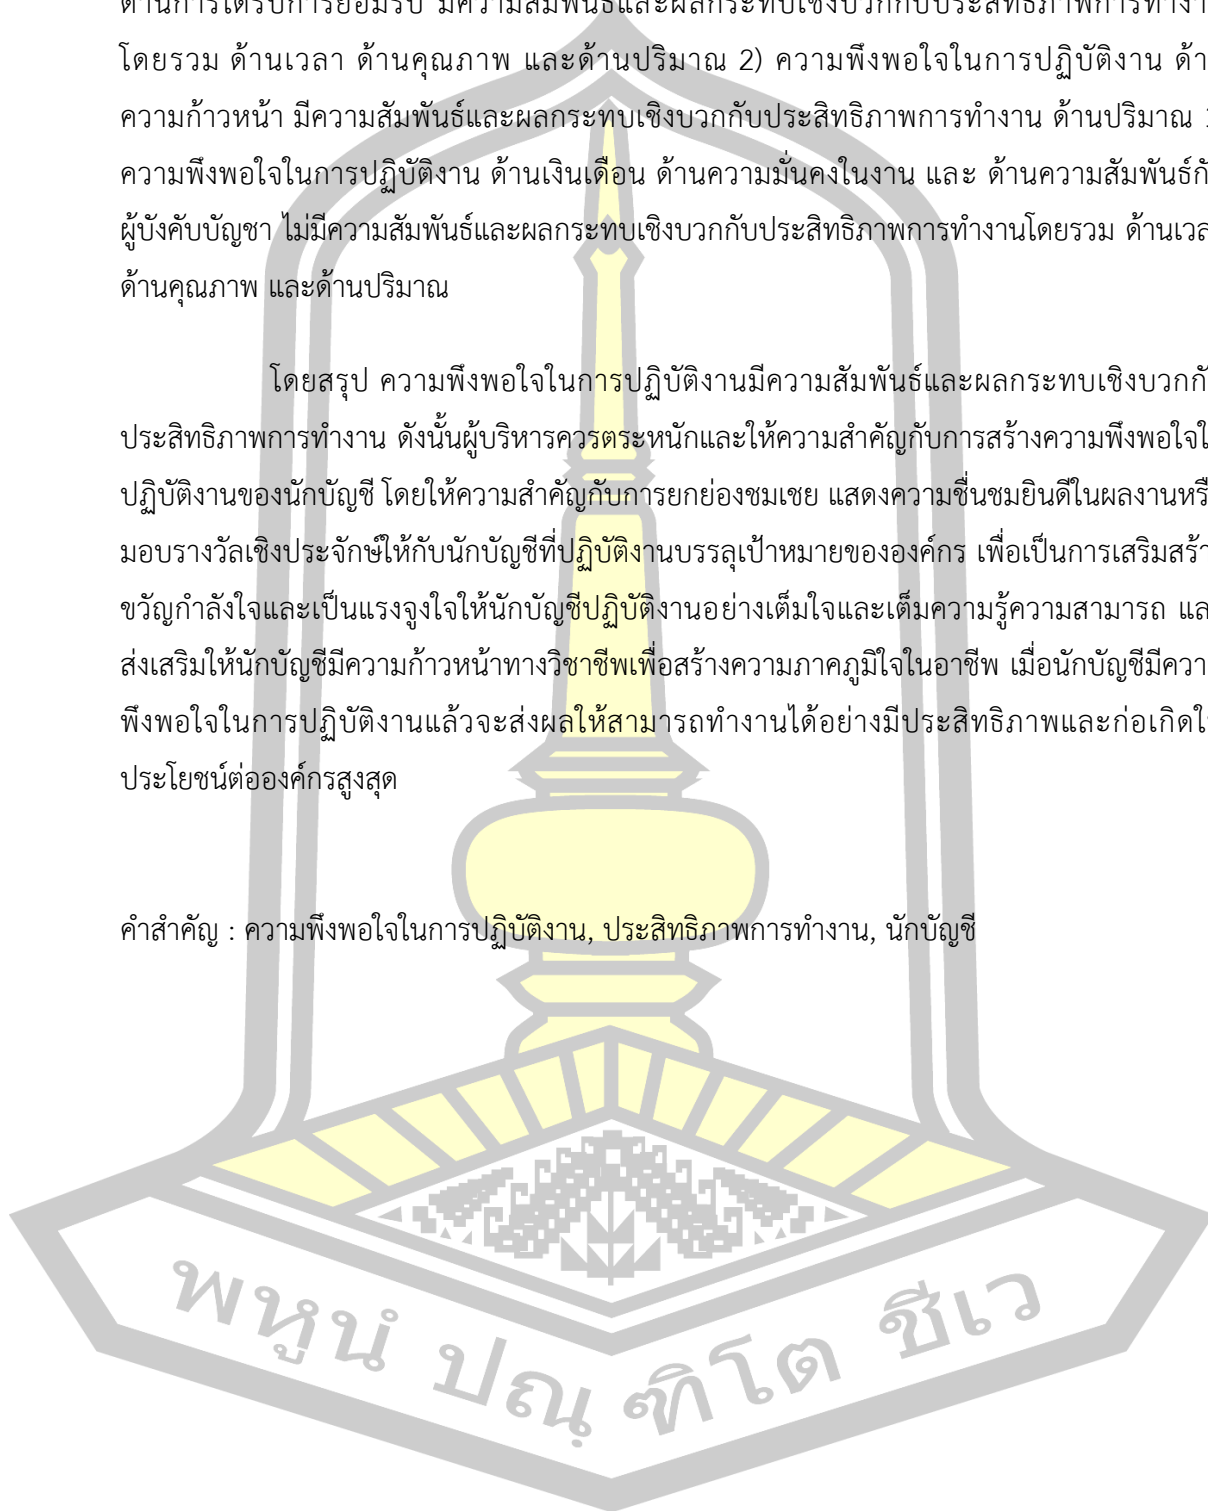 ด้านการได้รับการยอมรับ มีความสัมพันธ์และผลกระทบเชิงบวกกับประสิทธิภาพการทำงาน
โดยรวม ด้านเวลา ด้านคุณภาพ และด้านปริมาณ 2) ความพึงพอใจในการปฏิบัติงาน ด้า
ความก้าวหน้า มีความสัมพันธ์และผลกระทบเชิงบวกกับประสิทธิภาพการทำงาน ด้านปริมาณ
ความพึงพอใจในการปฏิบัติงาน ด้านเงินเดือน ด้านความมั่นคงในงาน และ ด้านความสัมพันธ์กั
ผู้บังคับบัญชา ไม่มีความสัมพันธ์และผลกระทบเชิงบวกกับประสิทธิภาพการทำงานโดยรวม ด้านเวล
ด้านคุณภาพ และด้านปริมาณ
โดยสรุป ความพึงพอใจในการปฏิบัติงานมีความสัมพันธ์และผลกระทบเชิงบวกกั
ประสิทธิภาพการทำงาน ดังนั้นผู้บริหารควรตระหนักและให้ความสำคัญกับการสร้างความพึงพอใจใ
ปฏิบัติงานของนักบัญชี โดยให้ความสำคัญกับการยกย่องชมเชย แสดงความชื่นชมยินดีในผลงานหรื
มอบรางวัลเชิงประจักษ์ให้กับนักบัญชีที่ปฏิบัติงานบรรลุเป้าหมายขององค์กร เพื่อเป็นการเสริมสร้า
ขวัญกำลังใจและเป็นแรงจูงใจให้นักบัญชีปฏิบัติงานอย่างเต็มใจและเต็มความรู้ความสามารถ แล
ส่งเสริมให้นักบัญชีมีความก้าวหน้าทางวิชาชีพเพื่อสร้างความภาคภูมิใจในอาชีพ เมื่อนักบัญชีมีควา
พึงพอใจในการปฏิบัติงานแล้วจะส่งผลให้สามารถทำงานได้อย่างมีประสิทธิภาพและก่อเกิดใ
ประโยชน์ต่อองค์กรสูงสุด
คำสำคัญ : ความพึงพอใจในการปฏิบัติงาน, ประสิทธิภาพการทำงาน, นักบัญชี
พหูนํ ปณฺฑิโต ชีเว